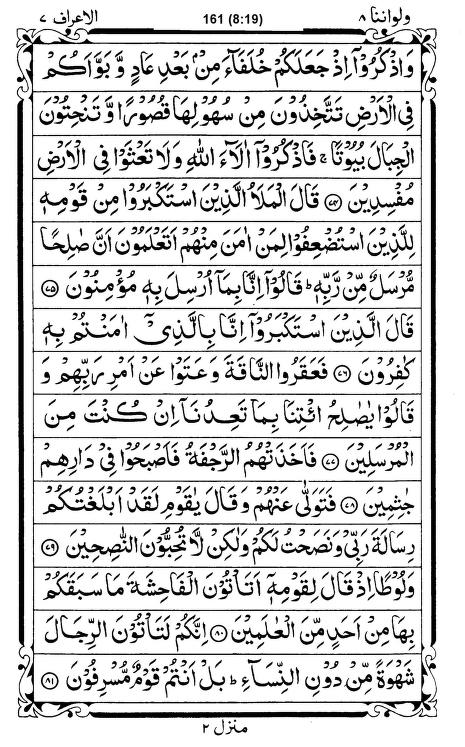 ولواننا ٨ 161 (8:19) الاعراف ٧
وَاذْكُرُوْۤا اِذْ جَعَلَكُمْ خُلَفَآءَ مِنْۢ بَعْدِ عَادٍ وَّ بَوَّاَكُمْ
فِی الْاَرْضِ تَتَّخِذُوْنَ مِنْ سُهُوْلِهَا قُصُوْرًا وَّ تَنْحِتُوْنَ
الْجِبَالَ بُیُوْتًا ۚ فَاذْكُرُوْۤا اٰلَآءَ اللّٰهِ وَلَا تَعْثَوْا فِی الْاَرْضِ
مُفْسِدِیْنَ ﴿٧٤﴾ قَالَ الْمَلَاُ الَّذِیْنَ اسْتَكْبَرُوْا مِنْ قَوْمِهٖ
لِلَّذِیْنَ اسْتُضْعِفُوْا لِمَنْ اٰمَنَ مِنْهُمْ اَتَعْلَمُوْنَ اَنَّ صٰلِحًا
مُّرْسَلٌ مِّنْ رَّبِّهٖ ؕ قَالُوْۤا اِنَّا بِمَاۤ اُرْسِلَ بِهٖ مُؤْمِنُوْنَ ﴿٧٥﴾
قَالَ الَّذِیْنَ اسْتَكْبَرُوْۤا اِنَّا بِالَّذِیْۤ اٰمَنْتُمْ بِهٖ
كٰفِرُوْنَ ﴿٧٦﴾ فَعَقَرُوا النَّاقَةَ وَعَتَوْا عَنْ اَمْرِ رَبِّهِمْ وَ
قَالُوْا یٰصٰلِحُ ائْتِنَا بِمَا تَعِدُنَاۤ اِنْ كُنْتَ مِنَ
الْمُرْسَلِیْنَ ﴿٧٧﴾ فَاَخَذَتْهُمُ الرَّجْفَةُ فَاَصْبَحُوْا فِیْ دَارِهِمْ
جٰثِمِیْنَ ﴿٧٨﴾ فَتَوَلّٰی عَنْهُمْ وَقَالَ یٰقَوْمِ لَقَدْ اَبْلَغْتُكُمْ
رِسَالَةَ رَبِّیْ وَنَصَحْتُ لَكُمْ وَلٰكِنْ لَّا تُحِبُّوْنَ النّٰصِحِیْنَ ﴿٧٩﴾
وَلُوْطًا اِذْ قَالَ لِقَوْمِهٖۤ اَتَاْتُوْنَ الْفَاحِشَةَ مَا سَبَقَكُمْ
بِهَا مِنْ اَحَدٍ مِّنَ الْعٰلَمِیْنَ ﴿٨٠﴾ اِنَّكُمْ لَتَاْتُوْنَ الرِّجَالَ
شَهْوَةً مِّنْ دُوْنِ النِّسَآءِ ؕ بَلْ اَنْتُمْ قَوْمٌ مُّسْرِفُوْنَ ﴿٨١﴾
منزل ٢